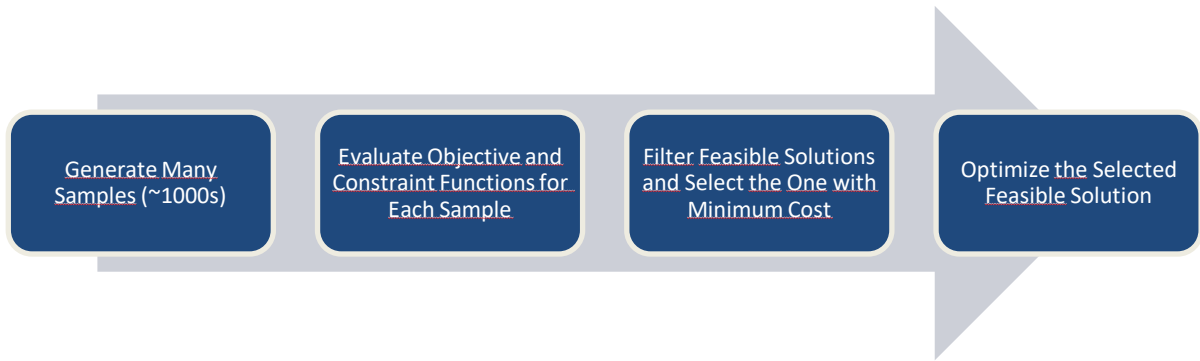 Generate Many
Samples (~1000s)
Evaluate Objective and
Constraint Functions for
Each Sample
Filter Feasible Solutions
and Select the One with
Minimum Cost
Optimize the Selected
Feasible Solution